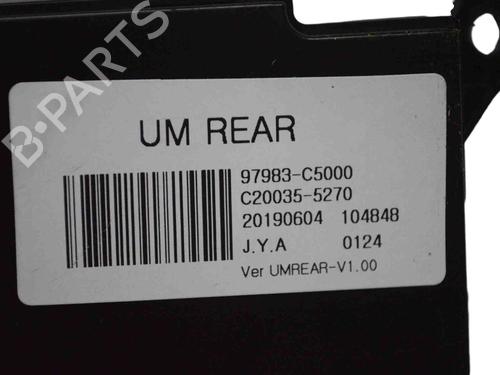 B-PARTS
UM REAR
97983-C5000
C20035-5270
20190604 104848
J.Y.A 0124
Ver UMREAR-V1.00